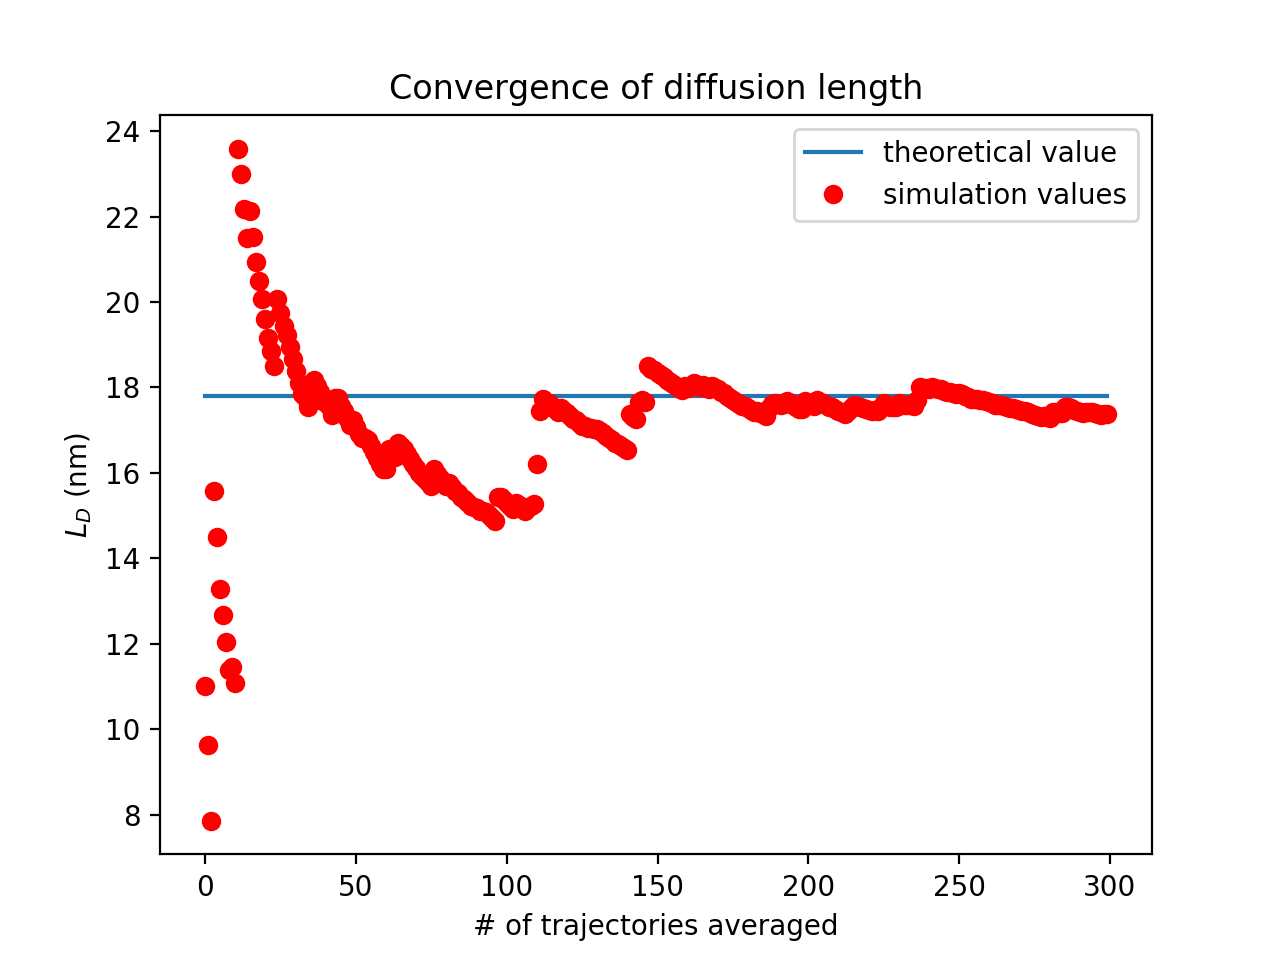 Convergence of diffusion length
theoretical value
simulation values
24
22
20
18
16
14
12
10
8
L_D (nm)
0 50 100 150 200 250 300
# of trajectories averaged